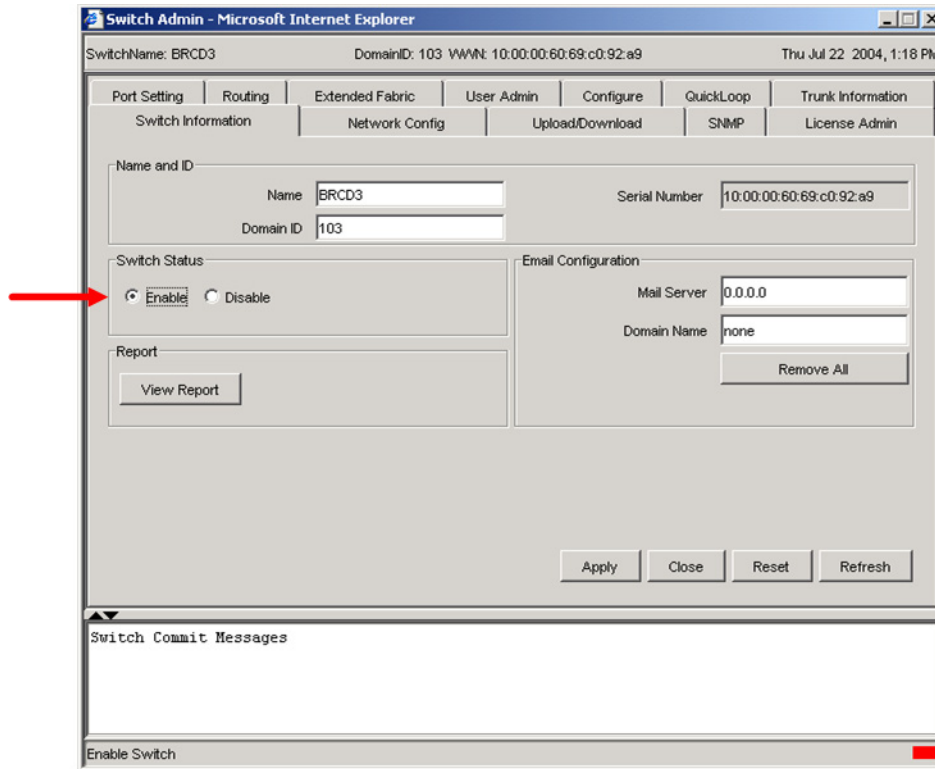 Switch Admin - Microsoft Internet Explorer
SwitchName: BRCD3 DomainID: 103 WWN: 10:00:00:60:69:c0:92:a9 Thu Jul 22 2004, 1:18 PM
Port Setting Routing Extended Fabric User Admin Configure QuickLoop Trunk Information
Switch Information Network Config Upload/Download SNMP License Admin
Name and ID
Name BRCD3 Serial Number 10:00:00:60:69:c0:92:a9
Domain ID 103
Switch Status Email Configuration
Enable Disable Mail Server 0.0.0.0
Domain Name none
Report Remove All
View Report
Apply Close Reset Refresh
Switch Commit Messages
Enable Switch